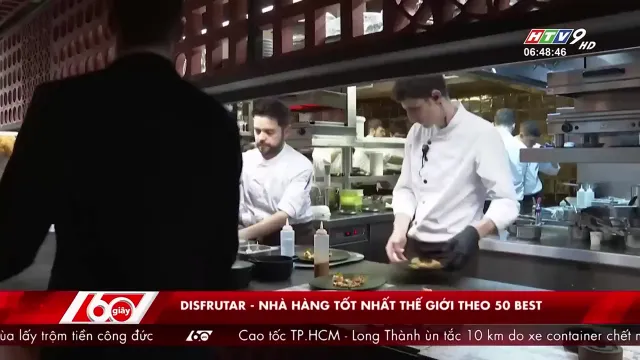 HTV9 HD
06:48:46
60 giây
DISFRUTAR - NHÀ HÀNG TỐT NHẤT THẾ GIỚI THEO 50 BEST
ùa lấy trộm tiền công đức 60 Cao tốc TP.HCM - Long Thành ùn tắc 10 km do xe container chết